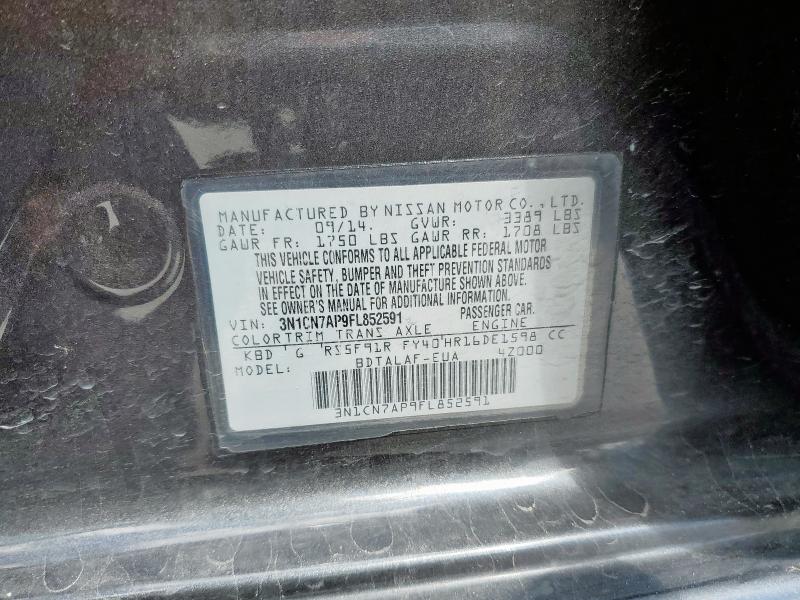 MANUFACTURED BY NISSAN MOTOR CO., LTD.
DATE: 09/14. GVWR: 3389 LBS
GAWR FR: 1750 LBS GAWR RR: 1708 LBS
THIS VEHICLE CONFORMS TO ALL APPLICABLE FEDERAL MOTOR
VEHICLE SAFETY, BUMPER AND THEFT PREVENTION STANDARDS
IN EFFECT ON THE DATE OF MANUFACTURE SHOWN ABOVE.
SEE OWNER'S MANUAL FOR ADDITIONAL INFORMATION.
VIN: 3N1CN7AP9FL852591 PASSENGER CAR.
COLOR TRIM TRANS AXLE ENGINE
KBD G RS5F91R FY40 HR16DE1598 CC
MODEL: BDTALAF-EUA 4Z000
3N1CN7AP9FL852591